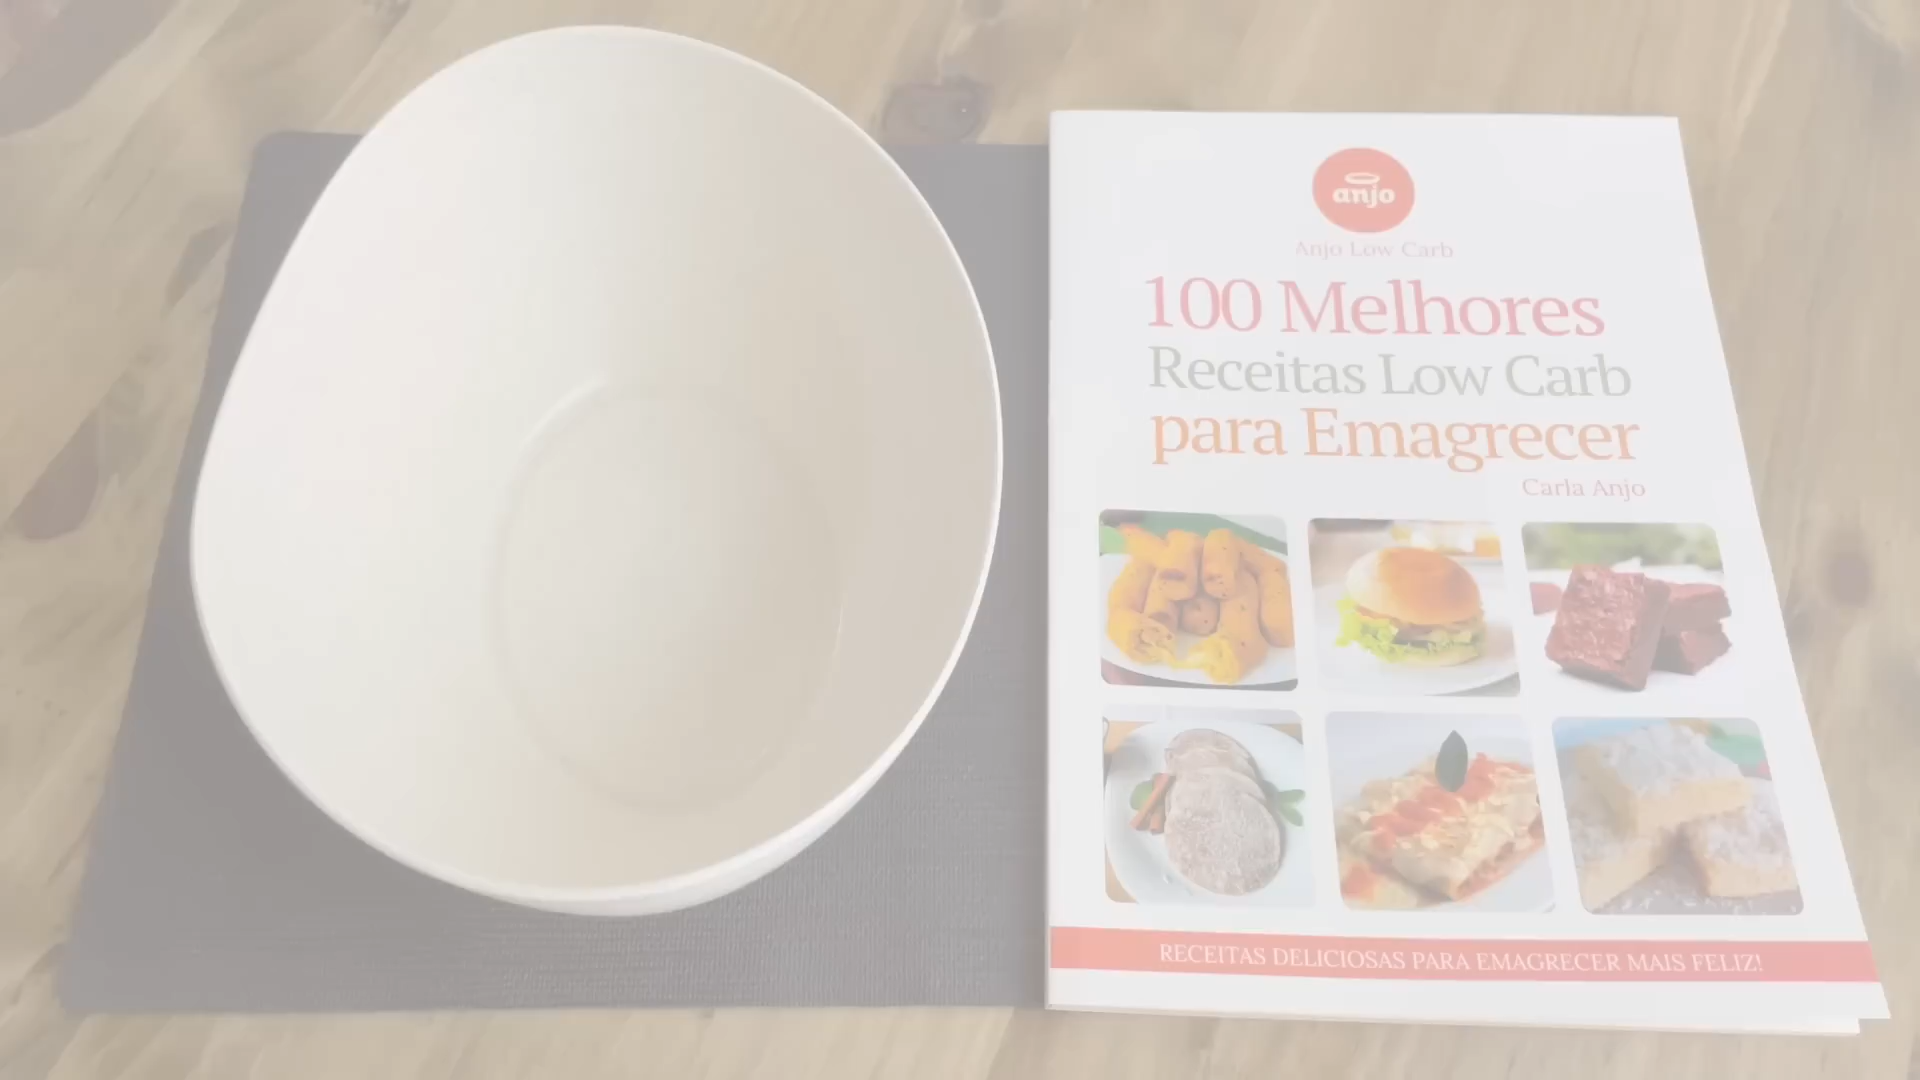 anjo
Anjo Low Carb
100 Melhores
Receitas Low Carb
para Emagrecer
Carla Anjo
RECEITAS DELICIOSAS PARA EMAGRECER MAIS FELIZ!